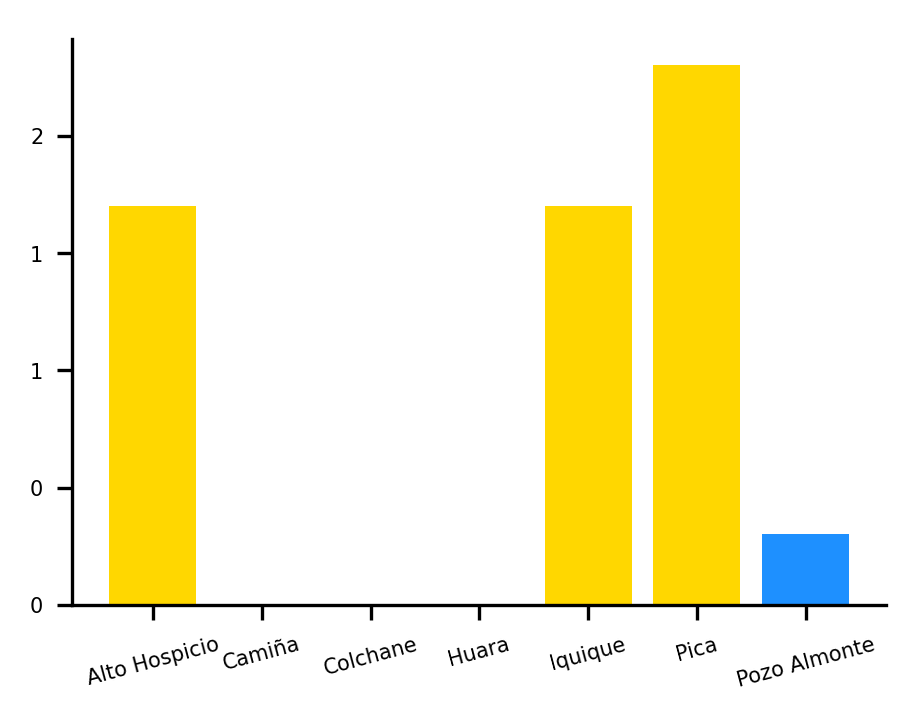 2
1
1
0
0
Alto Hospicio
Camiña
Colchane
Huara
Iquique
Pica
Pozo Almonte